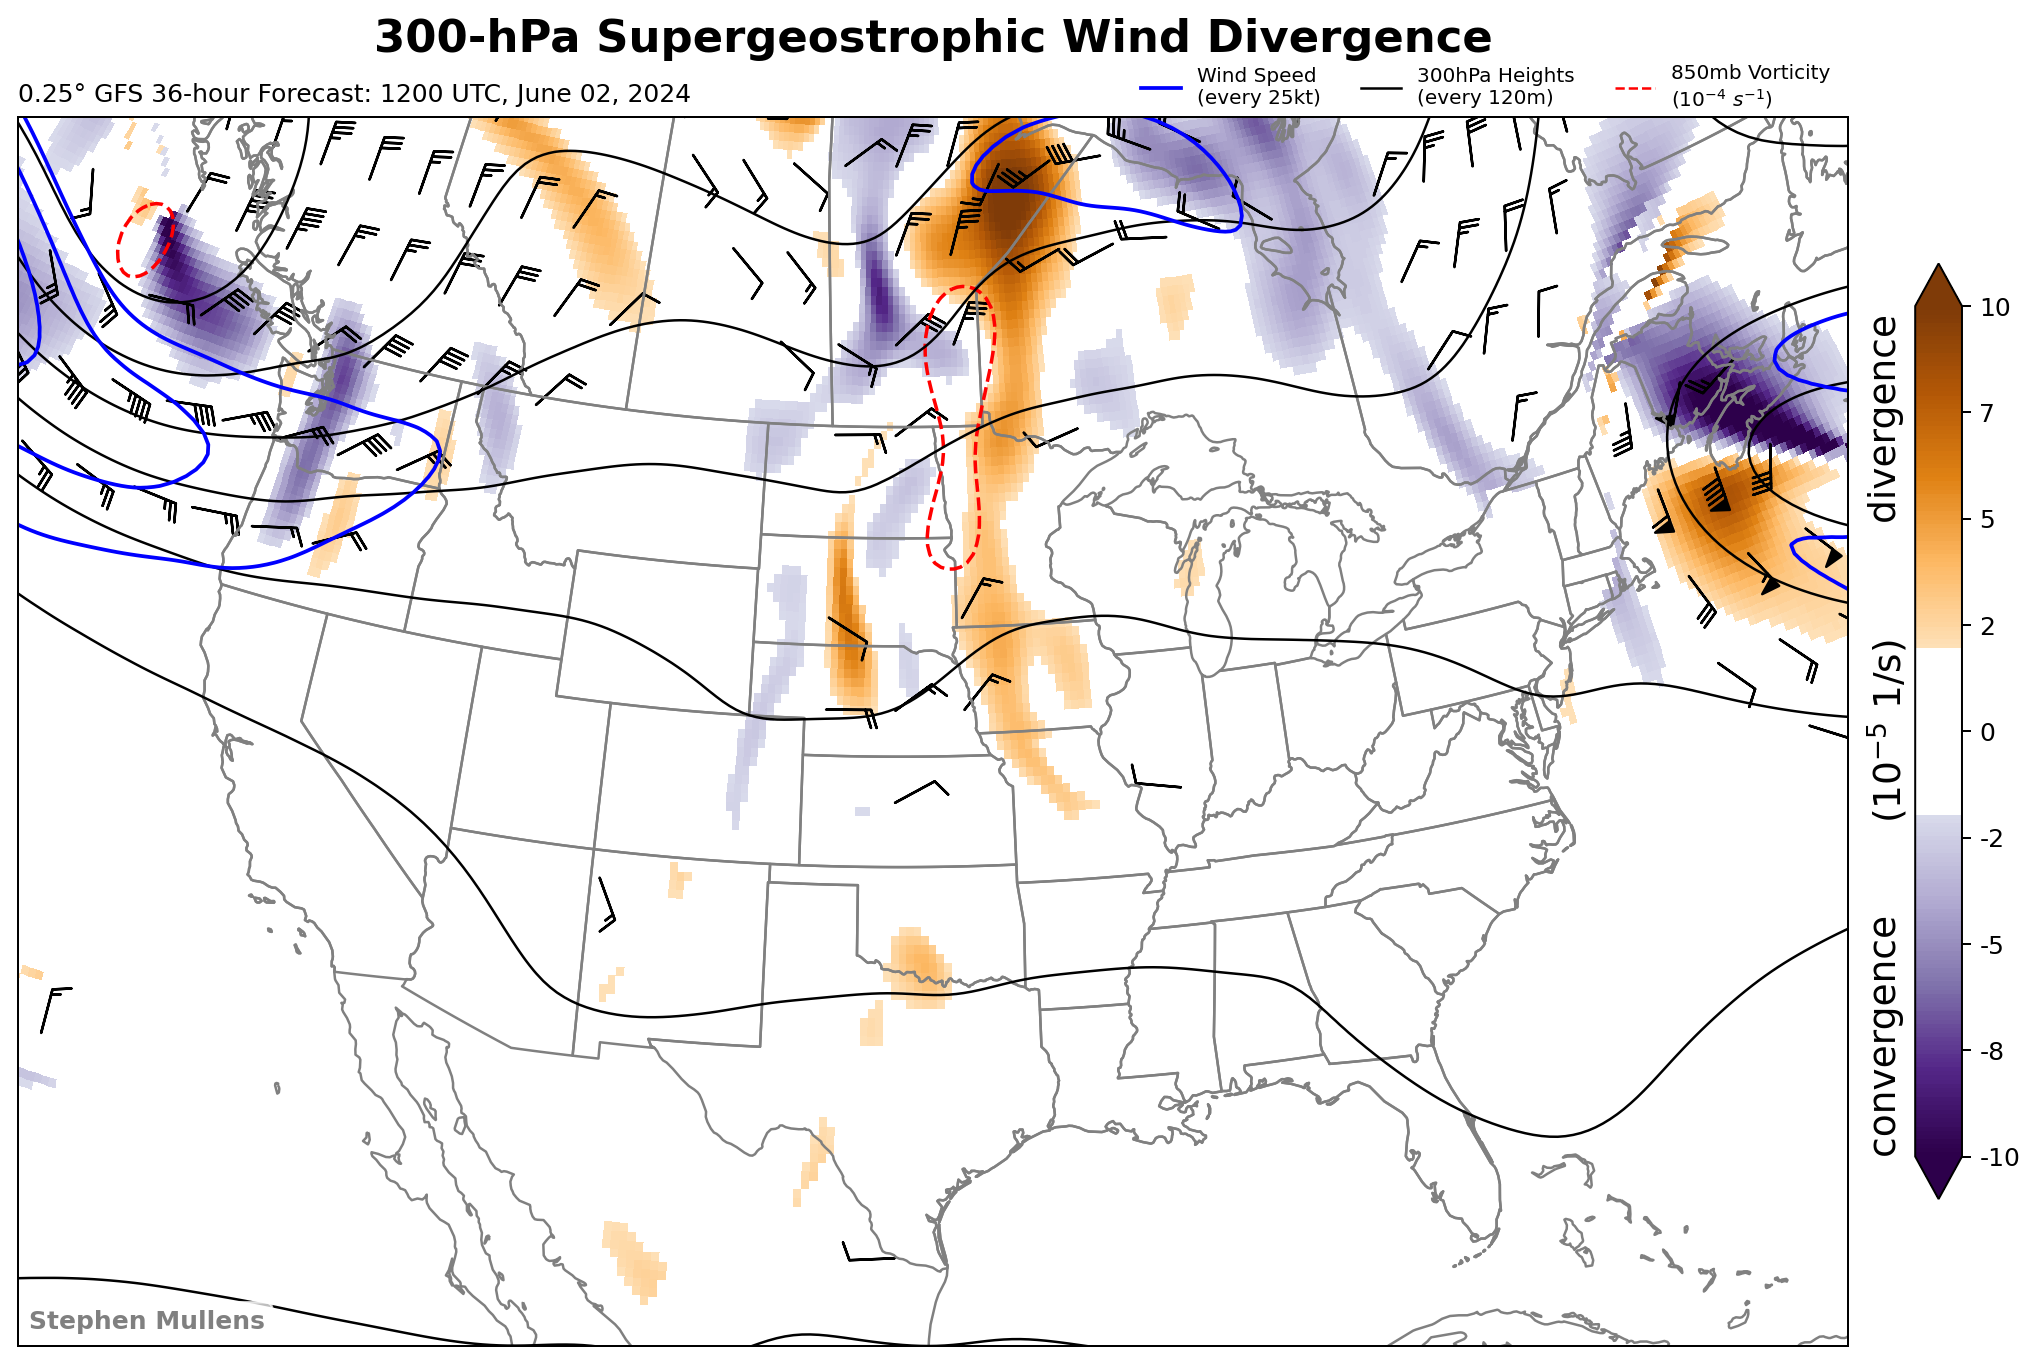 300-hPa Supergeostrophic Wind Divergence
0.25° GFS 36-hour Forecast: 1200 UTC, June 02, 2024
Wind Speed
(every 25kt)
300hPa Heights
(every 120m)
850mb Vorticity
(10⁻⁴ s⁻¹)
10
7
5
2
0
-2
-5
-8
-10
convergence (10⁻⁵ 1/s) divergence
Stephen Mullens